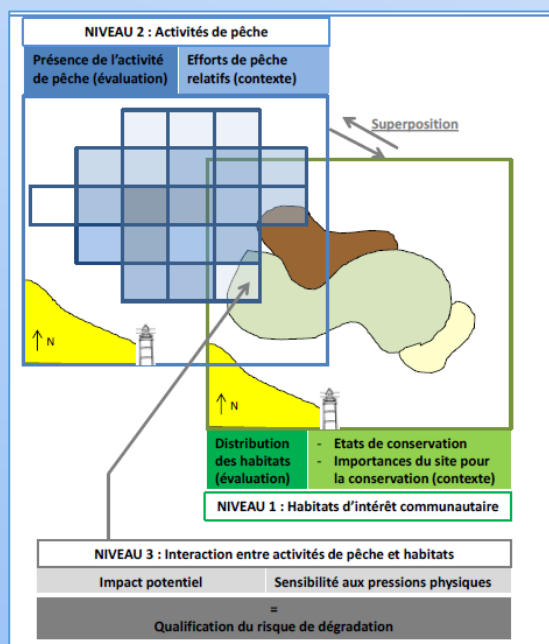 NIVEAU 2 : Activités de pêche
Présence de l'activité
de pêche (évaluation)
Efforts de pêche
relatifs (contexte)
Superposition
N
N
Distribution
des habitats
(évaluation)
- Etats de conservation
- Importances du site pour
la conservation (contexte)
NIVEAU 1 : Habitats d'intérêt communautaire
NIVEAU 3 : Interaction entre activités de pêche et habitats
Impact potentiel
Sensibilité aux pressions physiques
=
Qualification du risque de dégradation